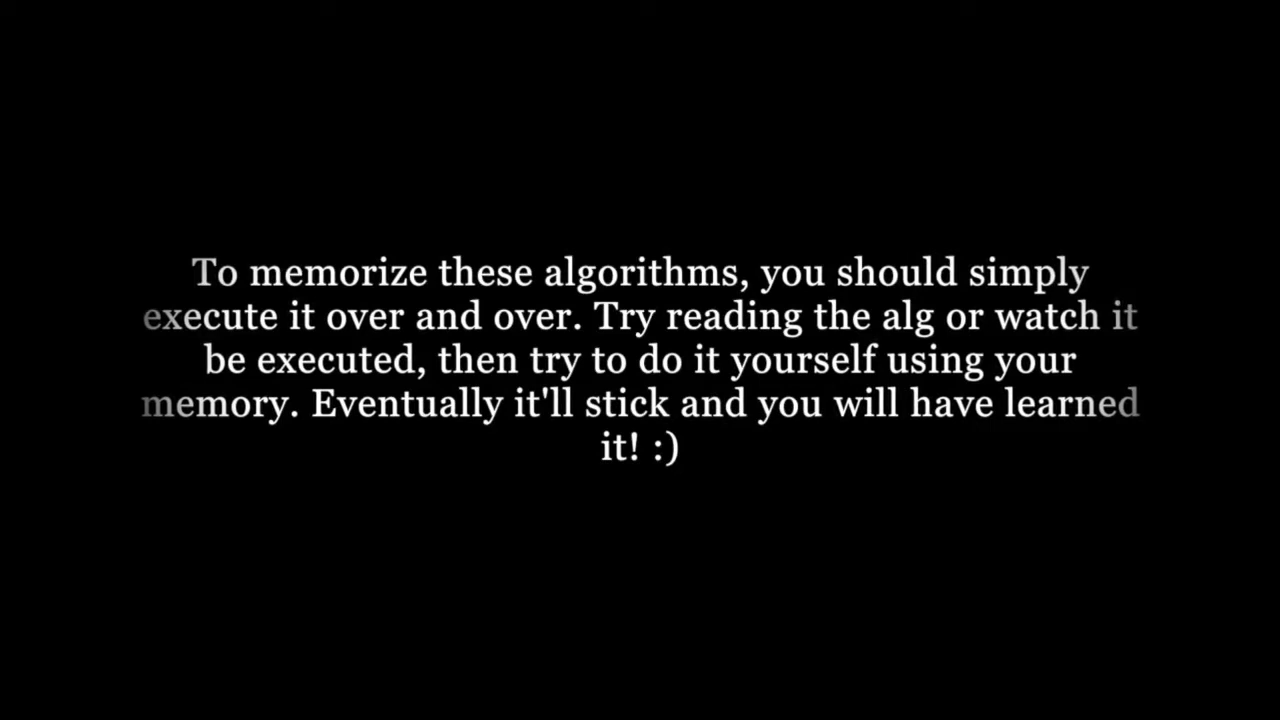 To memorize these algorithms, you should simply
execute it over and over. Try reading the alg or watch it
be executed, then try to do it yourself using your
memory. Eventually it'll stick and you will have learned
it! :)